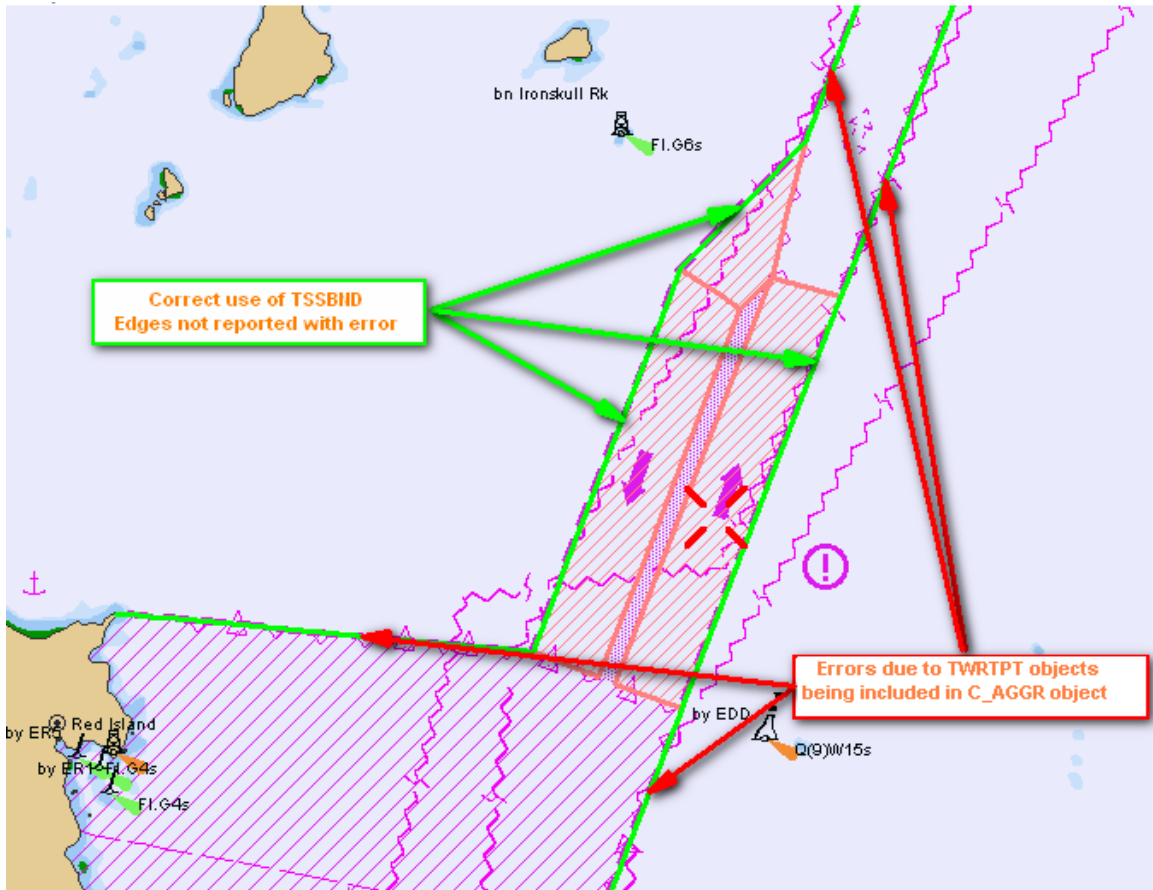 bn Ironskull Rk
Fl.G6s
Correct use of TSSBND
Edges not reported with error
Errors due to TWRTPT objects
being included in C_AGGR object
by EDD
Q(9)W15s
Red Island
by ER5
by ER1 Fl.G4s
Fl.G4s